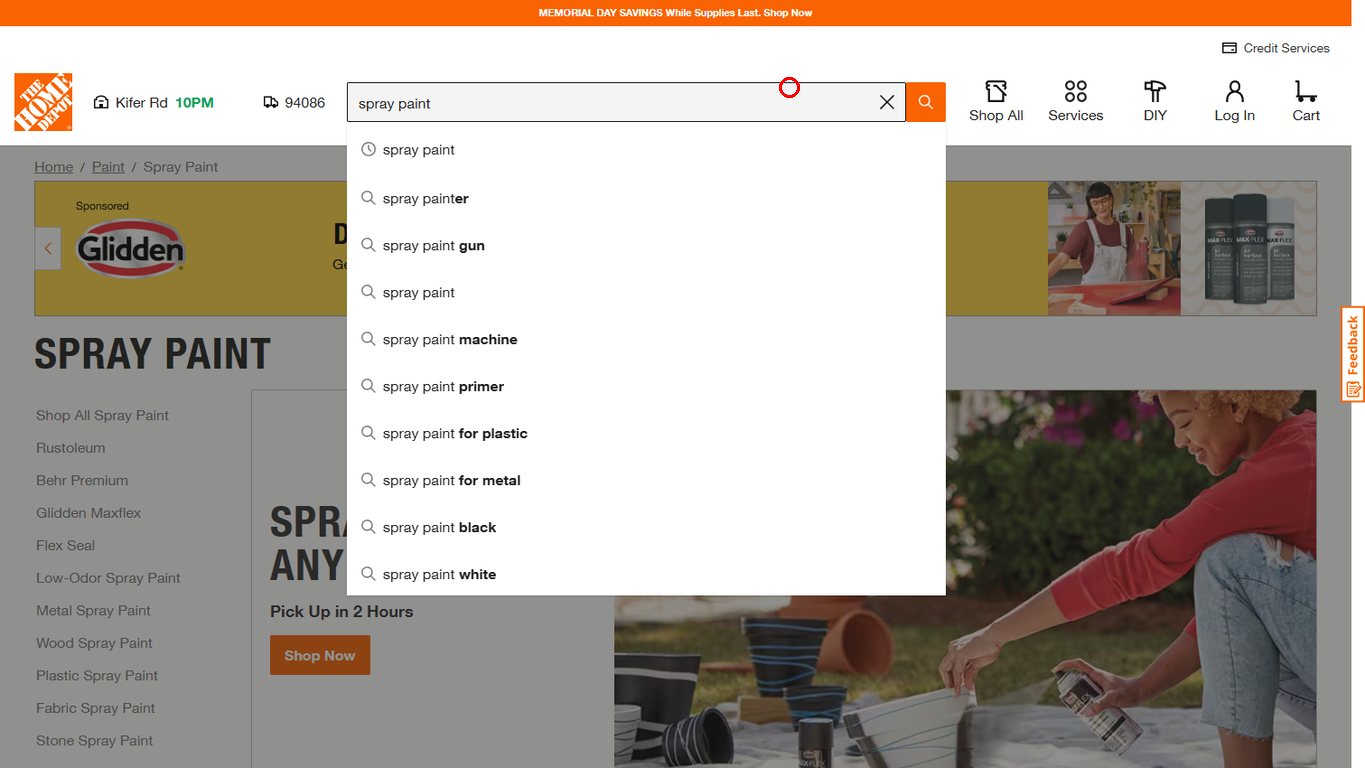 MEMORIAL DAY SAVINGS While Supplies Last. Shop Now
Credit Services
THE HOME DEPOT
Kifer Rd 10PM
94086
spray paint
Shop All
Services
DIY
Log In
Cart
spray paint
spray painter
spray paint gun
spray paint
spray paint machine
spray paint primer
spray paint for plastic
spray paint for metal
spray paint black
spray paint white
Home / Paint / Spray Paint
Sponsored
Glidden
D
Ge
MAX-FLEX
MAX-FLEX
MAX-FLEX
Feedback
SPRAY PAINT
Shop All Spray Paint
Rustoleum
Behr Premium
Glidden Maxflex
Flex Seal
Low-Odor Spray Paint
Metal Spray Paint
Wood Spray Paint
Plastic Spray Paint
Fabric Spray Paint
Stone Spray Paint
SPRA
ANY
Pick Up in 2 Hours
Shop Now